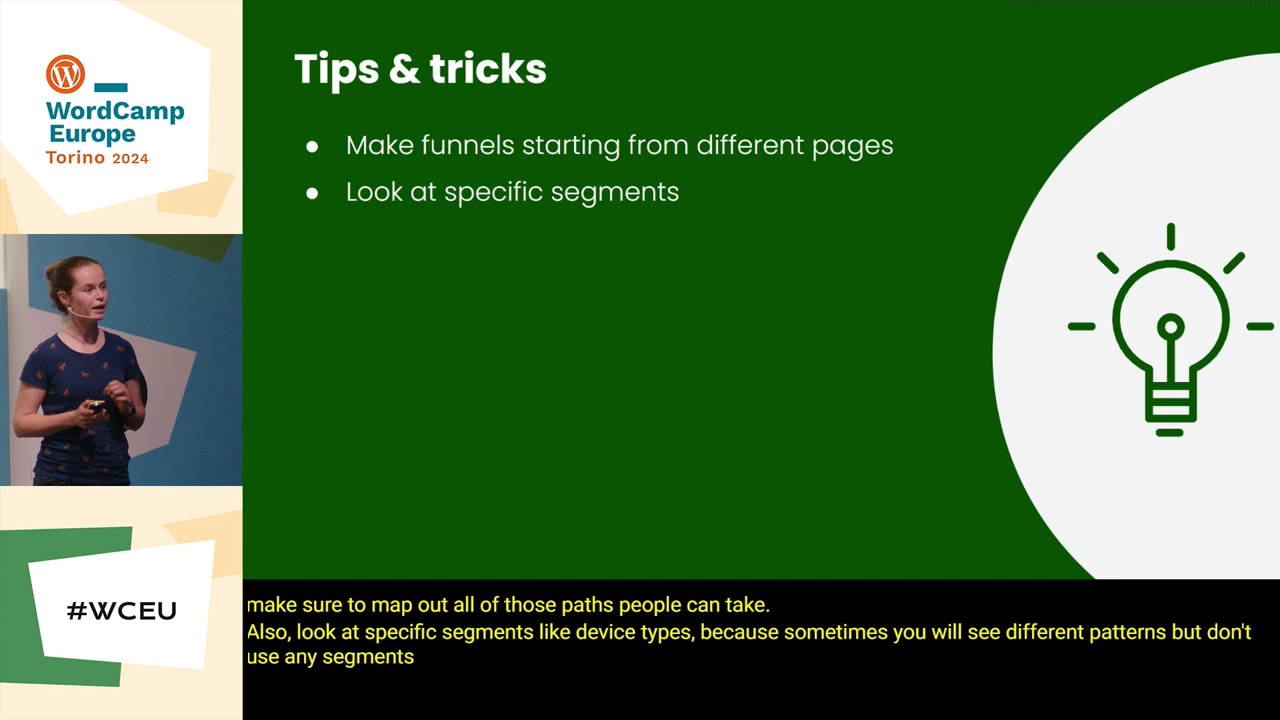 WordCamp
Europe
Torino 2024
Tips & tricks
● Make funnels starting from different pages
● Look at specific segments
#WCEU
make sure to map out all of those paths people can take.
Also, look at specific segments like device types, because sometimes you will see different patterns but don't
use any segments